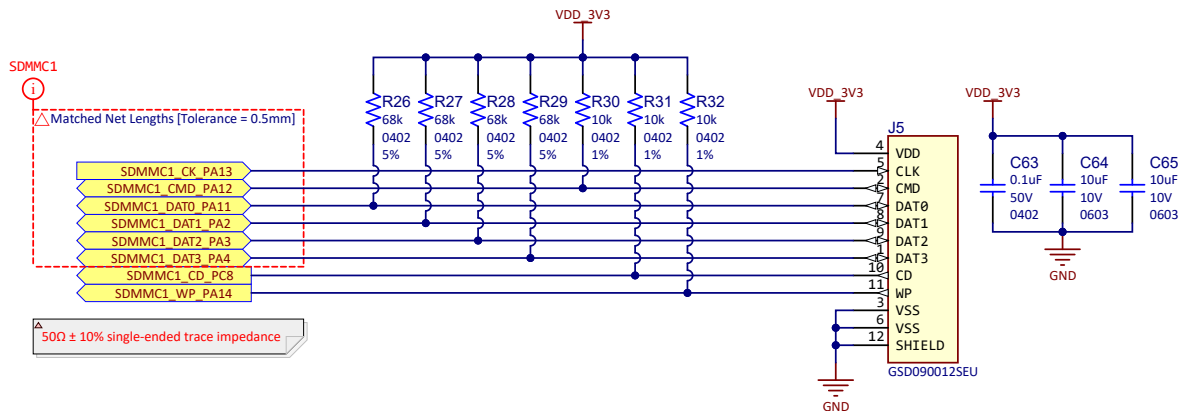 VDD_3V3
SDMMC1
i
Matched Net Lengths [Tolerance = 0.5mm]
R26
68k
0402
5%
R27
68k
0402
5%
R28
68k
0402
5%
R29
68k
0402
5%
R30
10k
0402
1%
R31
10k
0402
1%
R32
10k
0402
1%
SDMMC1_CK_PA13
SDMMC1_CMD_PA12
SDMMC1_DAT0_PA11
SDMMC1_DAT1_PA2
SDMMC1_DAT2_PA3
SDMMC1_DAT3_PA4
SDMMC1_CD_PC8
SDMMC1_WP_PA14
50Ω ± 10% single-ended trace impedance
VDD_3V3
J5
4 VDD
5 CLK
2 CMD
7 DAT0
8 DAT1
9 DAT2
1 DAT3
10 CD
11 WP
3 VSS
6 VSS
12 SHIELD
GSD090012SEU
GND
VDD_3V3
C63
0.1uF
50V
0402
C64
10uF
10V
0603
C65
10uF
10V
0603
GND